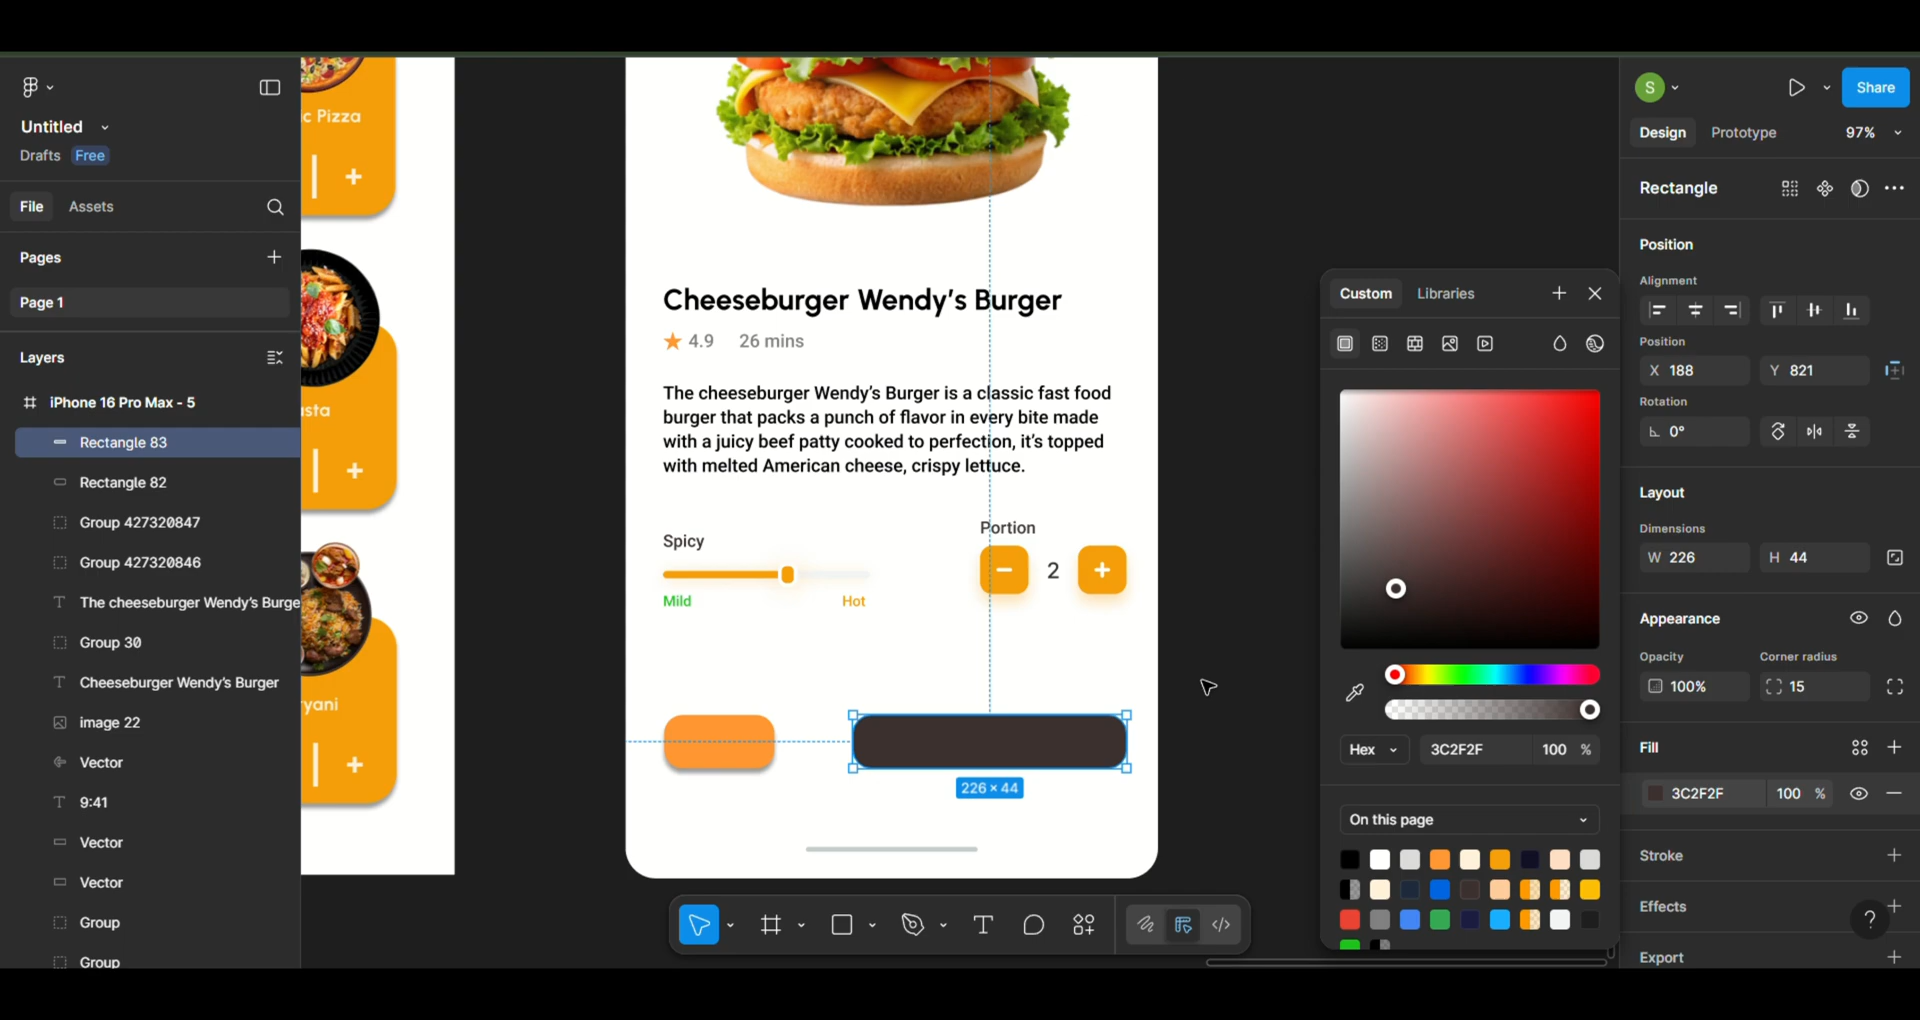 Untitled
Drafts Free
File Assets
Pages
Page 1
Layers
iPhone 16 Pro Max - 5
Rectangle 83
Rectangle 82
Group 427320847
Group 427320846
The cheeseburger Wendy's Burge
Group 30
Cheeseburger Wendy's Burger
image 22
Vector
9:41
Vector
Vector
Group
Group
c Pizza
+
sta
+
yani
+
Cheeseburger Wendy's Burger
4.9 26 mins
The cheeseburger Wendy's Burger is a classic fast food
burger that packs a punch of flavor in every bite made
with a juicy beef patty cooked to perfection, it's topped
with melted American cheese, crispy lettuce.
Spicy
Mild Hot
Portion
− 2 +
226 × 44
Custom Libraries
Hex 3C2F2F 100 %
On this page
S Share
Design Prototype 97%
Rectangle
Position
Alignment
Position
X 188 Y 821
Rotation
0°
Layout
Dimensions
W 226 H 44
Appearance
Opacity Corner radius
100% 15
Fill
3C2F2F 100 %
Stroke
Effects
?
Export